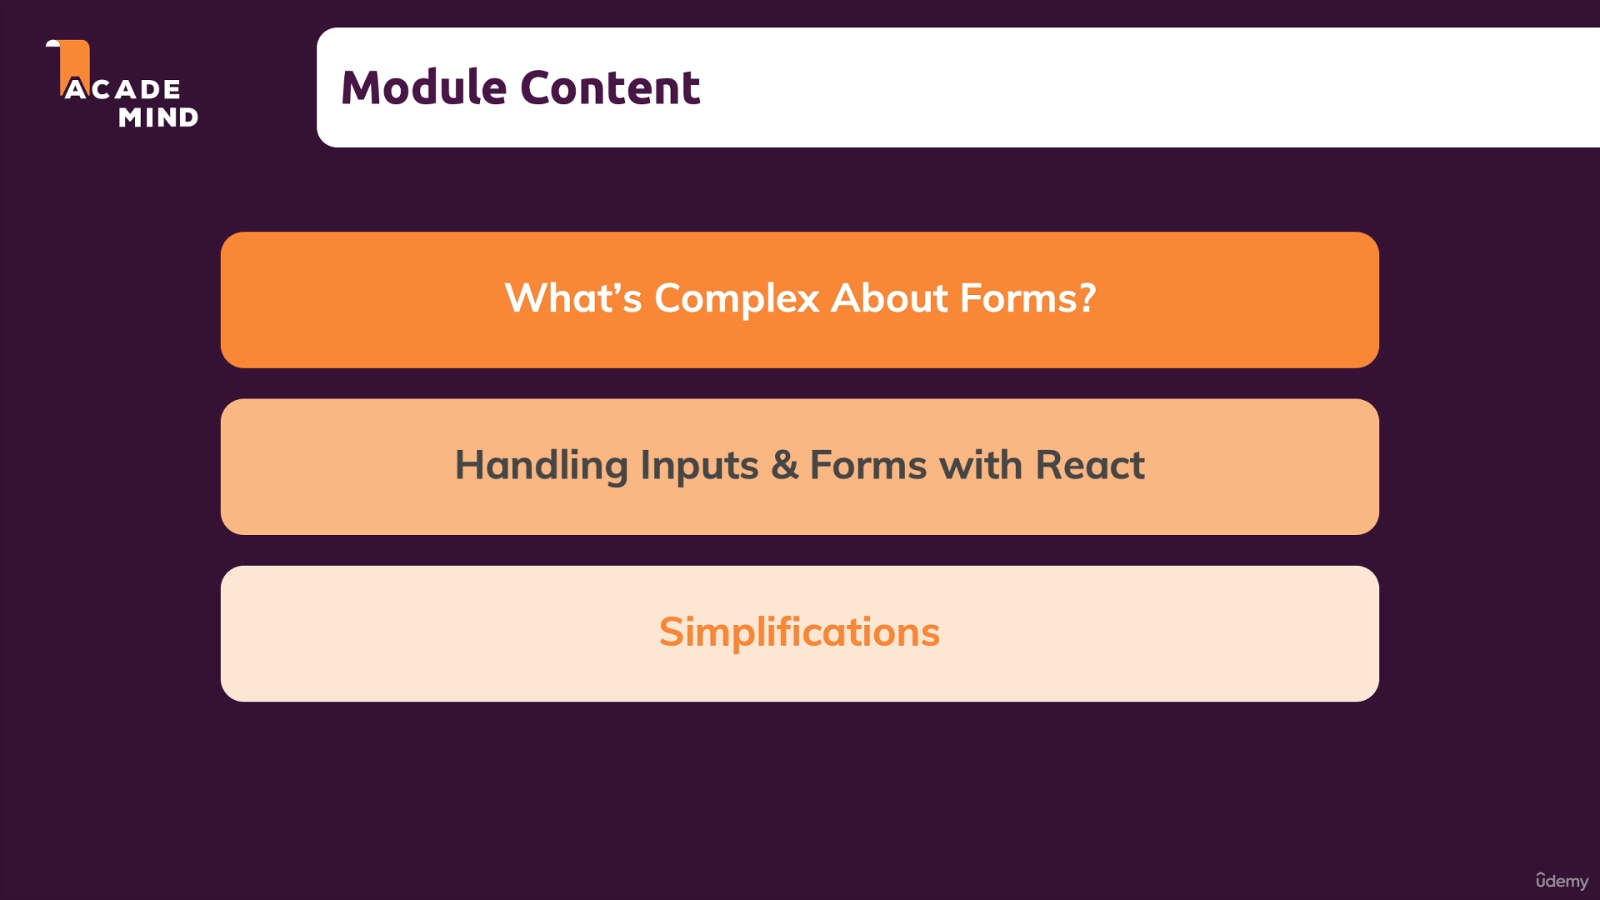 ACADE
MIND
Module Content
What’s Complex About Forms?
Handling Inputs & Forms with React
Simplifications
ûdemy